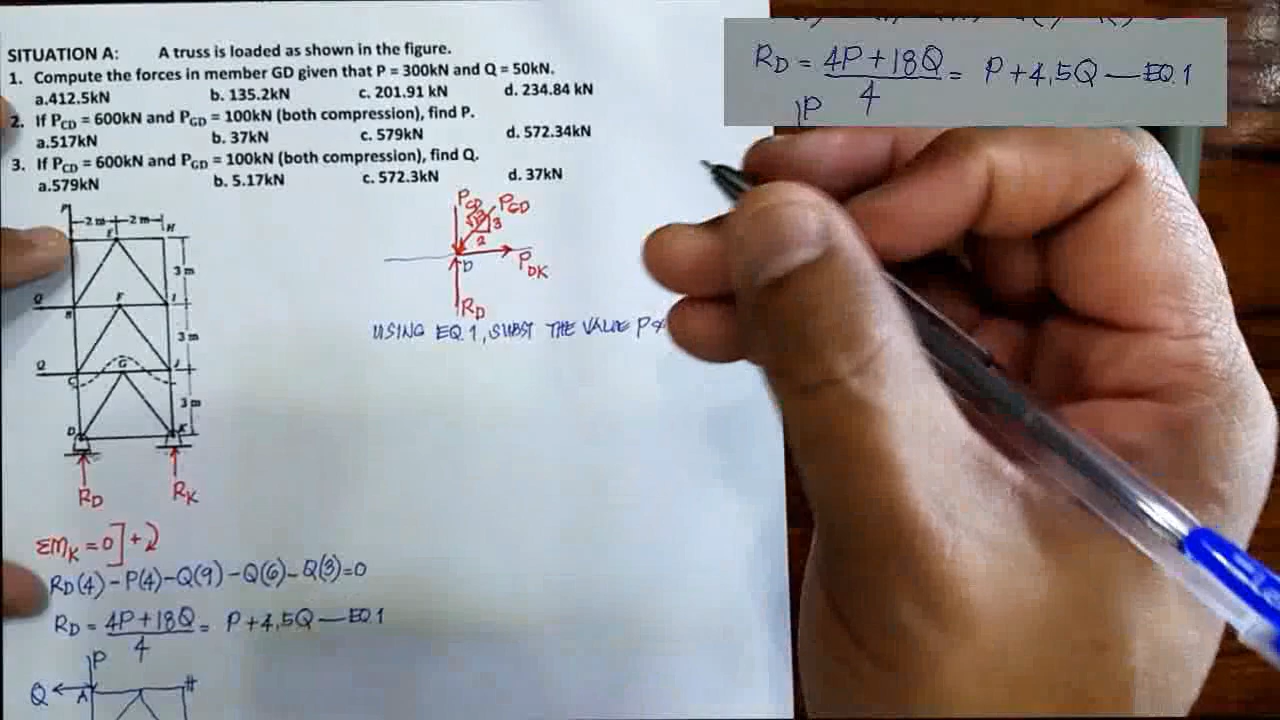 SITUATION A: A truss is loaded as shown in the figure.
1. Compute the forces in member GD given that P = 300kN and Q = 50kN.
a.412.5kN b. 135.2kN c. 201.91 kN d. 234.84 kN
2. If PCD = 600kN and PGD = 100kN (both compression), find P.
a.517kN b. 37kN c. 579kN d. 572.34kN
3. If PCD = 600kN and PGD = 100kN (both compression), find Q.
a.579kN b. 5.17kN c. 572.3kN d. 37kN
RD = 4P+18Q/4 = P+4.5Q — EQ.1
P
P
2 m 2 m H
E
3 m
Q B F I
3 m
Q C G J
3 m
D K
RD RK
PCD PGD
3
2
D PDK
RD
USING EQ.1, SUBST THE VALUE P
ΣMK = 0]+
RD(4) – P(4) – Q(9) – Q(6) – Q(3) = 0
RD = 4P+18Q/4 = P+4.5Q — EQ.1
P
Q A H